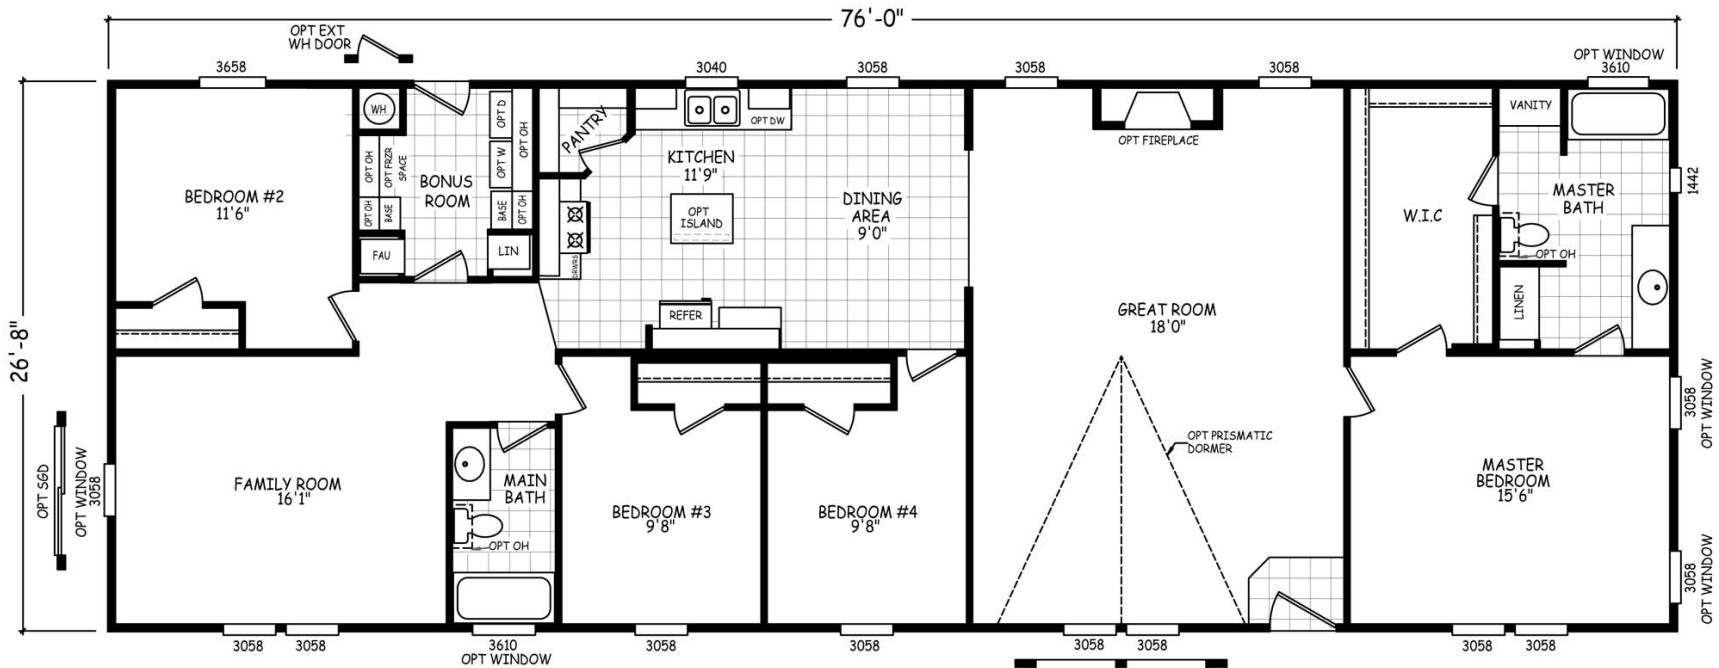 76'-0"
OPT EXT
WH DOOR
3658
3040
3058
3058
3058
OPT WINDOW
3610
WH
OPT OH
OPT FRZR
SPACE
OPT OH
BASE
FAU
BONUS
ROOM
OPT D
OPT OH
OPT W
BASE
OPT OH
LIN
PANTRY
OPT DW
KITCHEN
11'9"
OPT
ISLAND
DRWRS
REFER
DINING
AREA
9'0"
BEDROOM #2
11'6"
OPT FIREPLACE
GREAT ROOM
18'0"
W.I.C
VANITY
MASTER
BATH
OPT OH
LINEN
1442
26'-8"
OPT SGD
OPT WINDOW
3058
FAMILY ROOM
16'1"
MAIN
BATH
OPT OH
BEDROOM #3
9'8"
BEDROOM #4
9'8"
OPT PRISMATIC
DORMER
MASTER
BEDROOM
15'6"
3058
OPT WINDOW
3058
OPT WINDOW
3058
3058
3610
OPT WINDOW
3058
3058
3058
3058
3058
3058